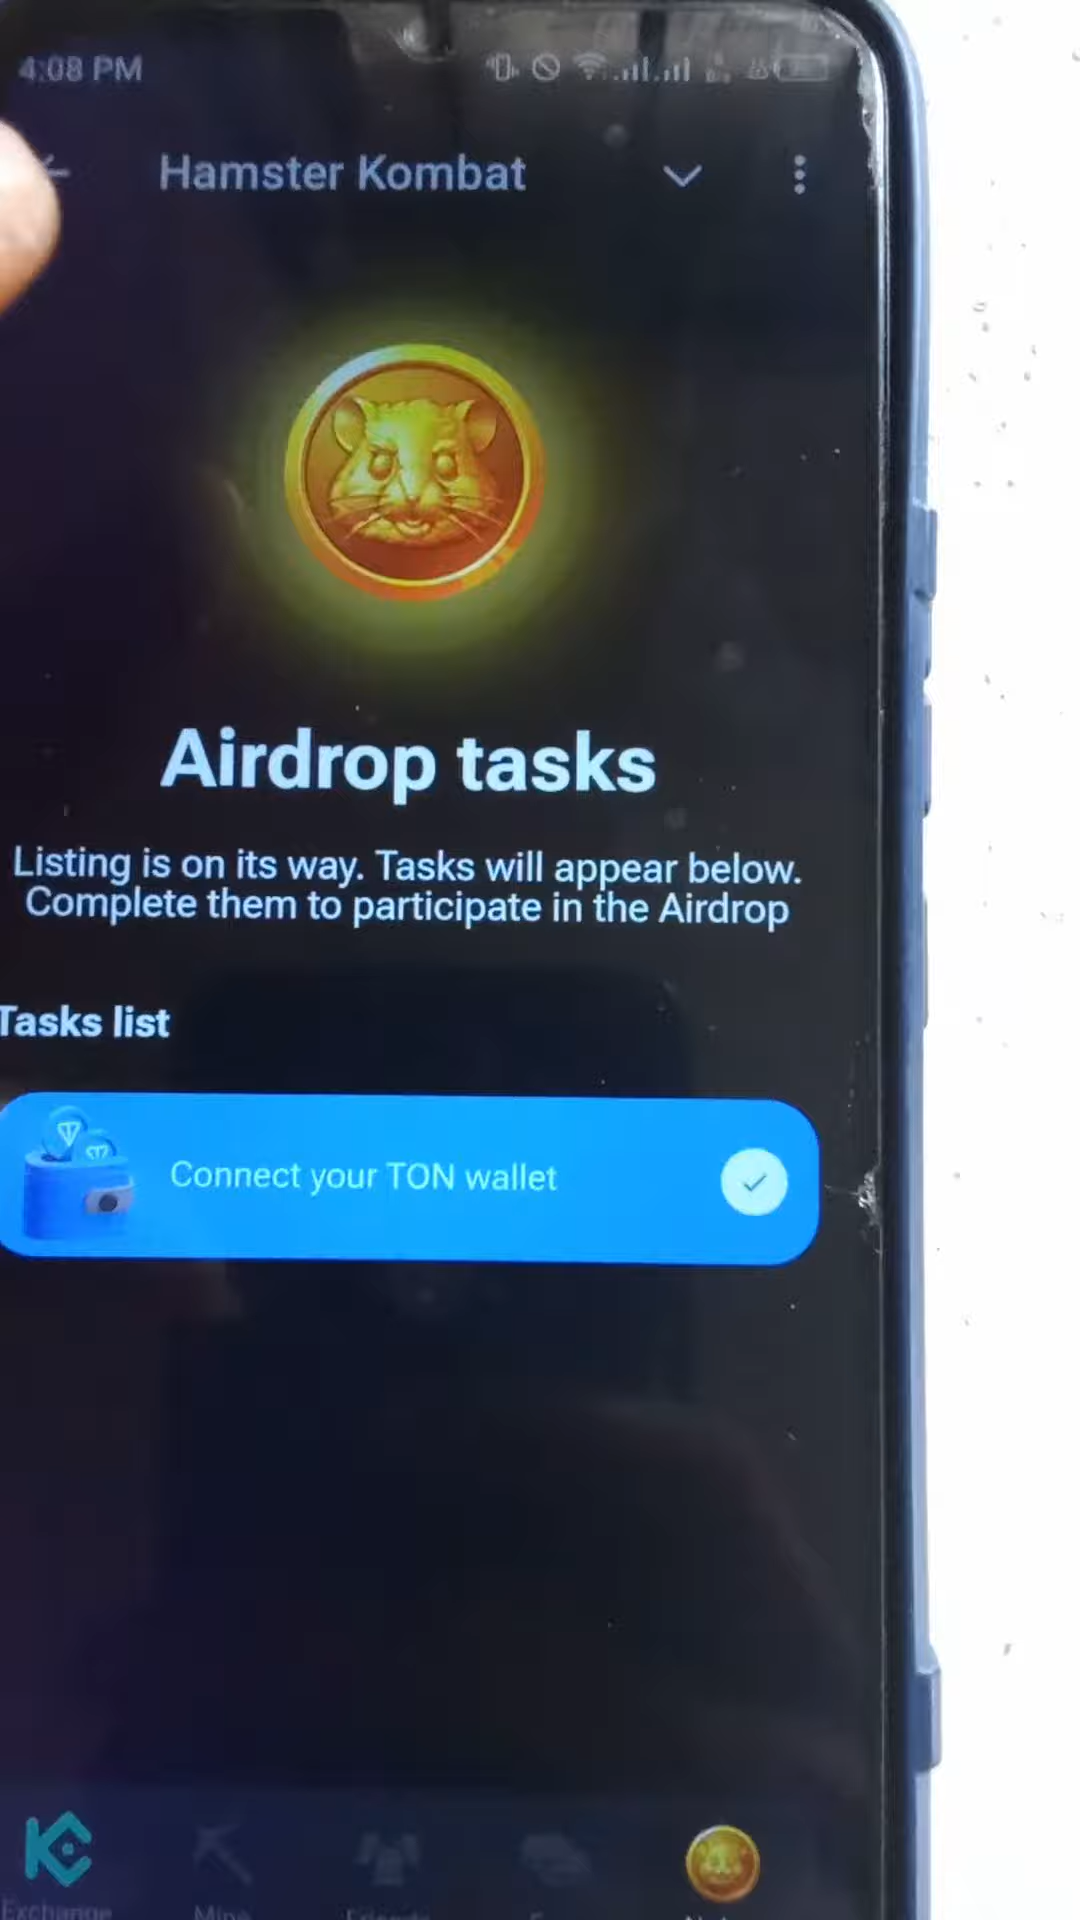 4:08 PM
Hamster Kombat
Airdrop tasks
Listing is on its way. Tasks will appear below.
Complete them to participate in the Airdrop
Tasks list
Connect your TON wallet
Exchange
Mine
Friends